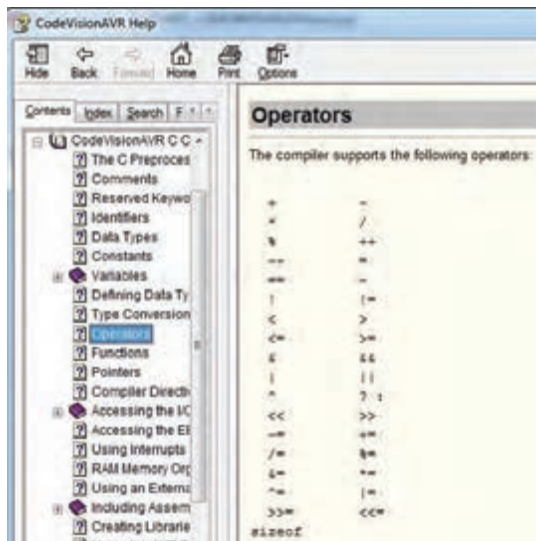 CodeVisionAVR Help
Hide Back Forward Home Print Options
Contents Index Search F
CodeVisionAVR C C
The C Preproces
Comments
Reserved Keywo
Identifiers
Data Types
Constants
Variables
Defining Data Ty
Type Conversion
Operators
Functions
Pointers
Compiler Directi
Accessing the I/C
Accessing the EE
Using Interrupts
RAM Memory Org
Using an Externa
Including Assem
Creating Librarie
Operators
The compiler supports the following operators:
+ -
* /
% ++
-- =
==
! !=
< >
<= >=
& &&
| ||
^ ? :
<< >>
-= +=
/= %=
&= *=
^= |=
>>= <<=
sizeof